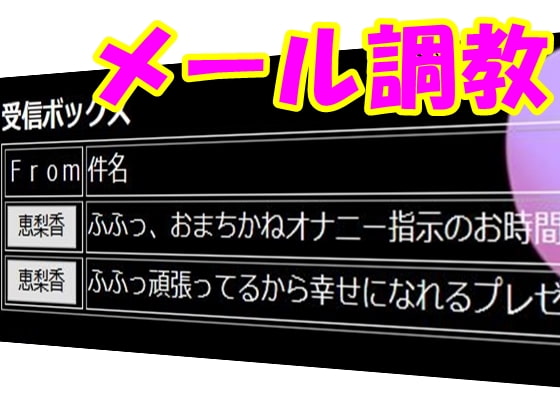 メール調教
受信ボックス
From 件名
恵梨香 ふふっ、おまちかねオナニー指示のお時間
恵梨香 ふふっ頑張ってるから幸せになれるプレゼ